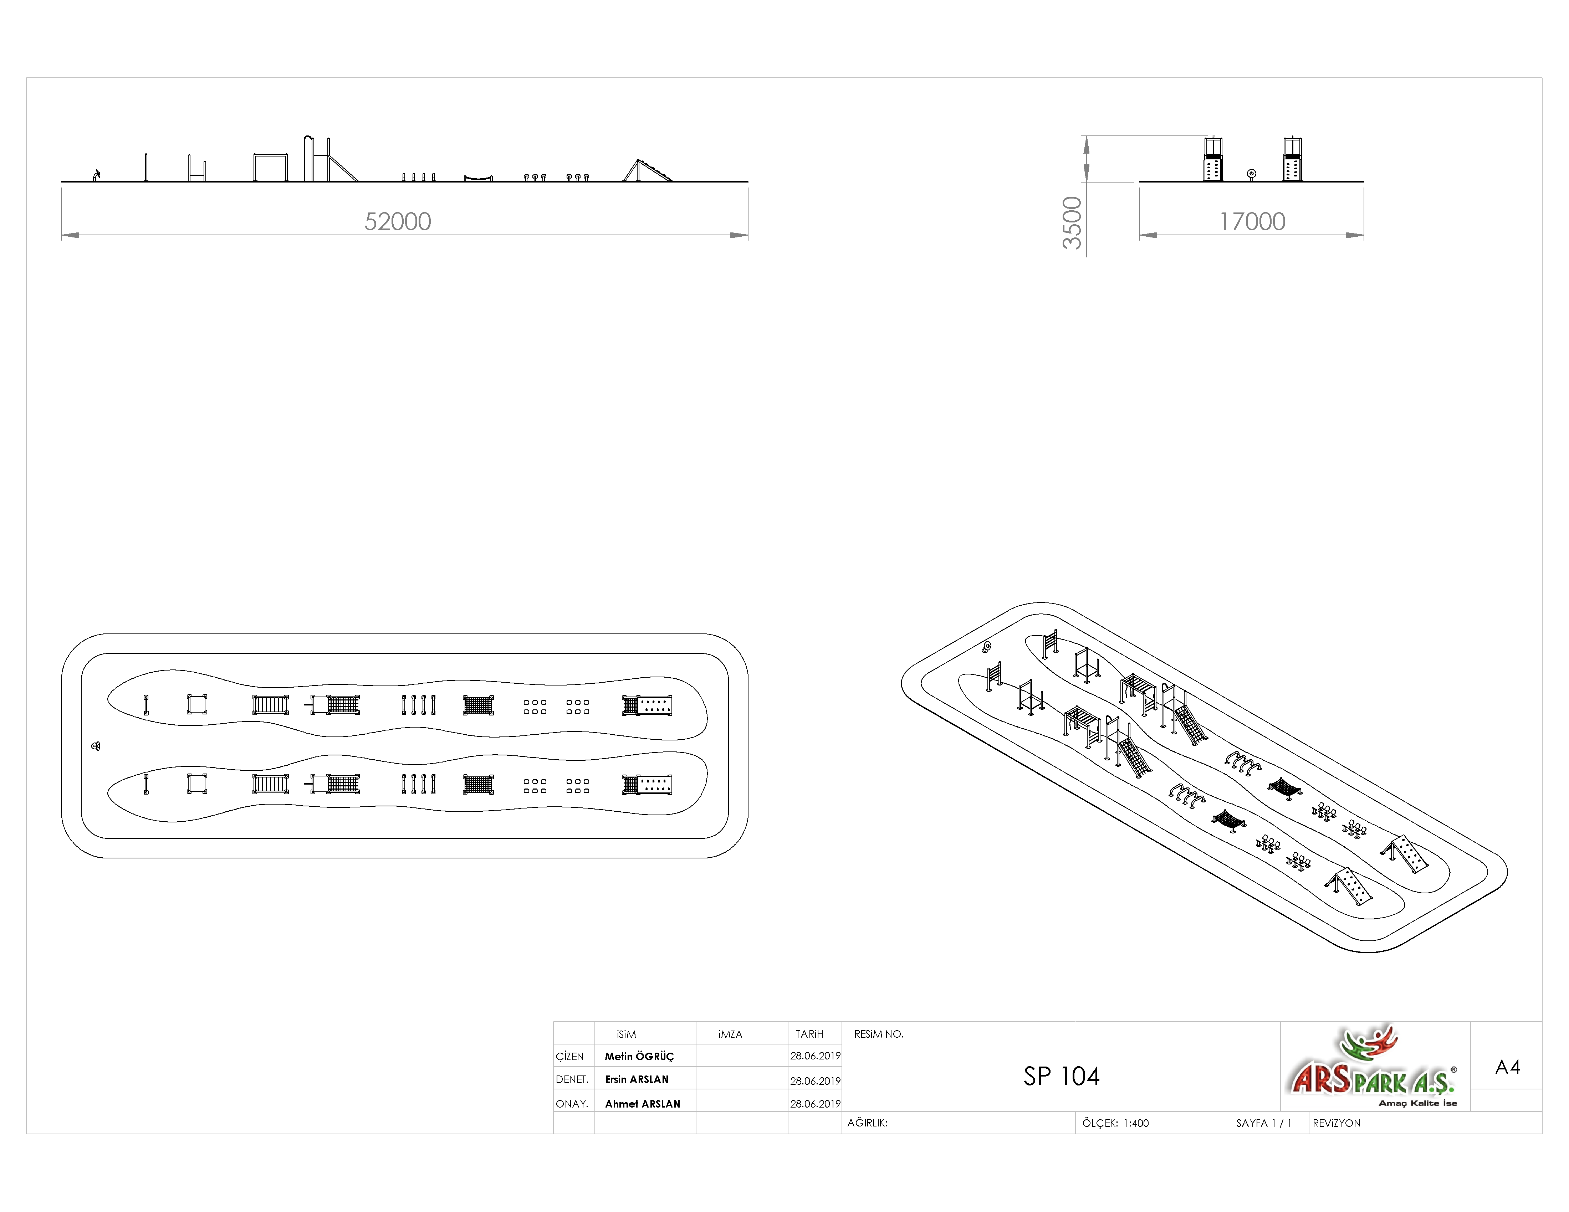 52000
3500
17000
İSİM
İMZA
TARİH
RESİM NO.
ÇİZEN
Metin ÖGRÜÇ
28.06.2019
DENET.
Ersin ARSLAN
28.06.2019
SP 104
ARSPARK A.Ş.®
A4
ONAY.
Ahmet ARSLAN
28.06.2019
Amaç Kalite İse
AĞIRLIK:
ÖLÇEK: 1:400
SAYFA 1 / 1
REVİZYON